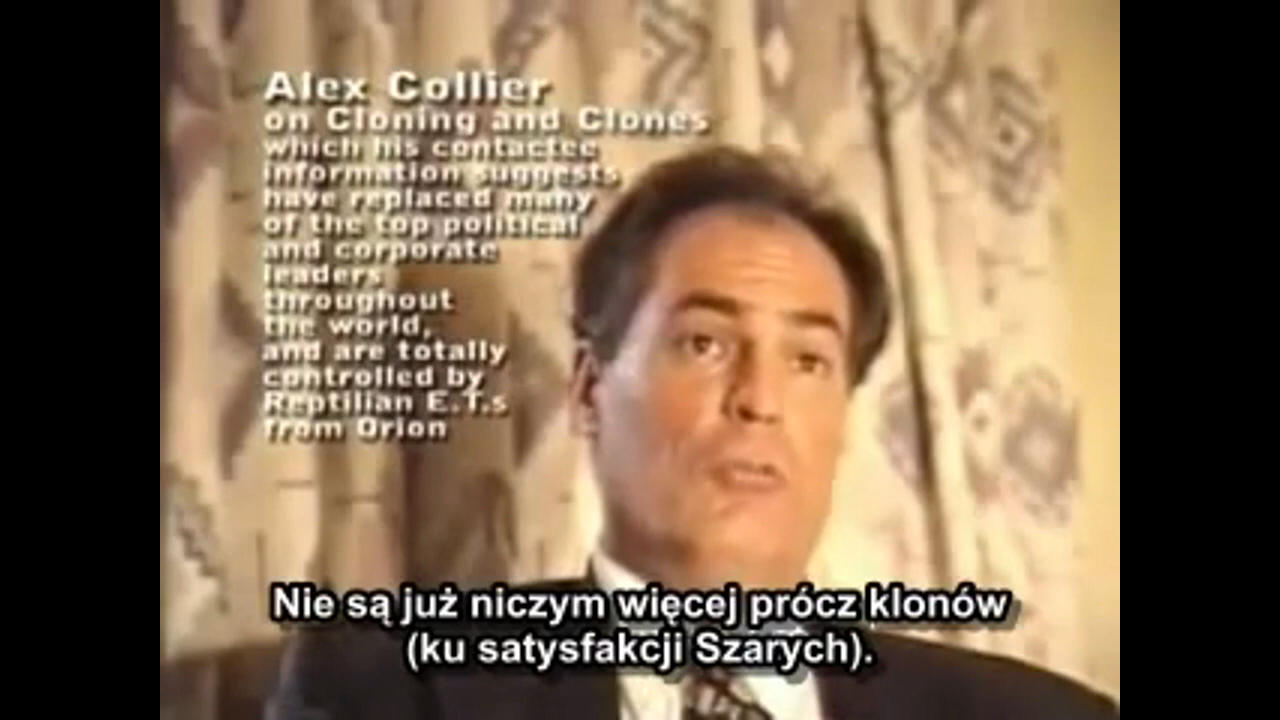 Alex Collier
on Cloning and Clones
which his contactee
information suggests
have replaced many
of the top political
and corporate
leaders
throughout
the world,
and are totally
controlled by
Reptilian E.T.s
from Orion
Nie są już niczym więcej prócz klonów
(ku satysfakcji Szarych).